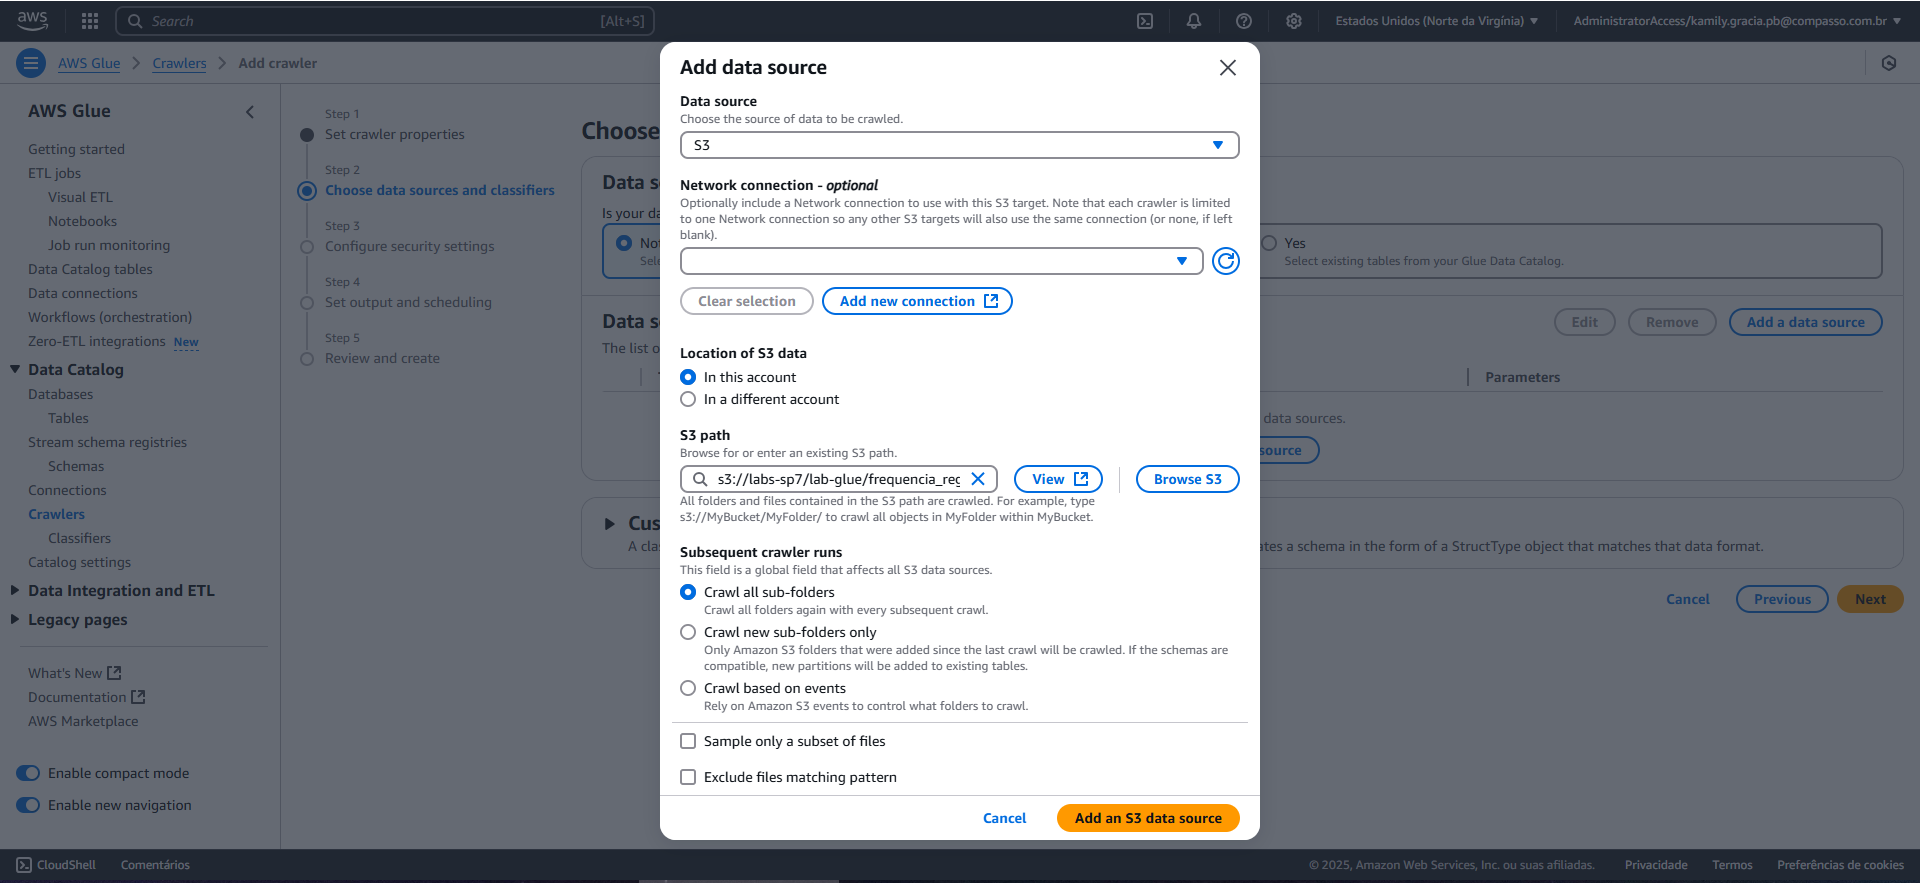 aws
Search
[Alt+S]
Estados Unidos (Norte da Virgínia)
AdministratorAccess/kamily.gracia.pb@compasso.com.br
AWS Glue
Crawlers
Add crawler
AWS Glue
Getting started
ETL jobs
Visual ETL
Notebooks
Job run monitoring
Data Catalog tables
Data connections
Workflows (orchestration)
Zero-ETL integrations New
Data Catalog
Databases
Tables
Stream schema registries
Schemas
Connections
Crawlers
Classifiers
Catalog settings
Data Integration and ETL
Legacy pages
What's New
Documentation
AWS Marketplace
Enable compact mode
Enable new navigation
Step 1
Set crawler properties
Step 2
Choose data sources and classifiers
Step 3
Configure security settings
Step 4
Set output and scheduling
Step 5
Review and create
Choose
Data s
Is your da
No
Sele
Yes
Select existing tables from your Glue Data Catalog.
Data s
The list o
Edit
Remove
Add a data source
Parameters
data sources.
source
Cus
A cla
ates a schema in the form of a StructType object that matches that data format.
Cancel
Previous
Next
Add data source
Data source
Choose the source of data to be crawled.
S3
Network connection - optional
Optionally include a Network connection to use with this S3 target. Note that each crawler is limited
to one Network connection so any other S3 targets will also use the same connection (or none, if left
blank).
Clear selection
Add new connection
Location of S3 data
In this account
In a different account
S3 path
Browse for or enter an existing S3 path.
s3://labs-sp7/lab-glue/frequencia_reg
View
Browse S3
All folders and files contained in the S3 path are crawled. For example, type
s3://MyBucket/MyFolder/ to crawl all objects in MyFolder within MyBucket.
Subsequent crawler runs
This field is a global field that affects all S3 data sources.
Crawl all sub-folders
Crawl all folders again with every subsequent crawl.
Crawl new sub-folders only
Only Amazon S3 folders that were added since the last crawl will be crawled. If the schemas are
compatible, new partitions will be added to existing tables.
Crawl based on events
Rely on Amazon S3 events to control what folders to crawl.
Sample only a subset of files
Exclude files matching pattern
Cancel
Add an S3 data source
CloudShell
Comentários
© 2025, Amazon Web Services, Inc. ou suas afiliadas.
Privacidade
Termos
Preferências de cookies